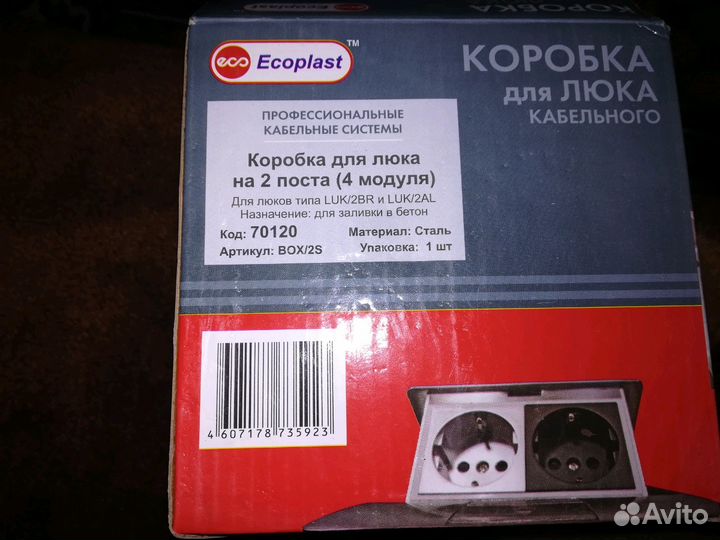 КОРОБКА
eco Ecoplast™
КОРОБКА
для ЛЮКА
КАБЕЛЬНОГО
ПРОФЕССИОНАЛЬНЫЕ
КАБЕЛЬНЫЕ СИСТЕМЫ
Коробка для люка
на 2 поста (4 модуля)
Для люков типа LUK/2BR и LUK/2AL
Назначение: для заливки в бетон
Код: 70120 Материал: Сталь
Артикул: BOX/2S Упаковка: 1 шт
4 607178 735923
Avito